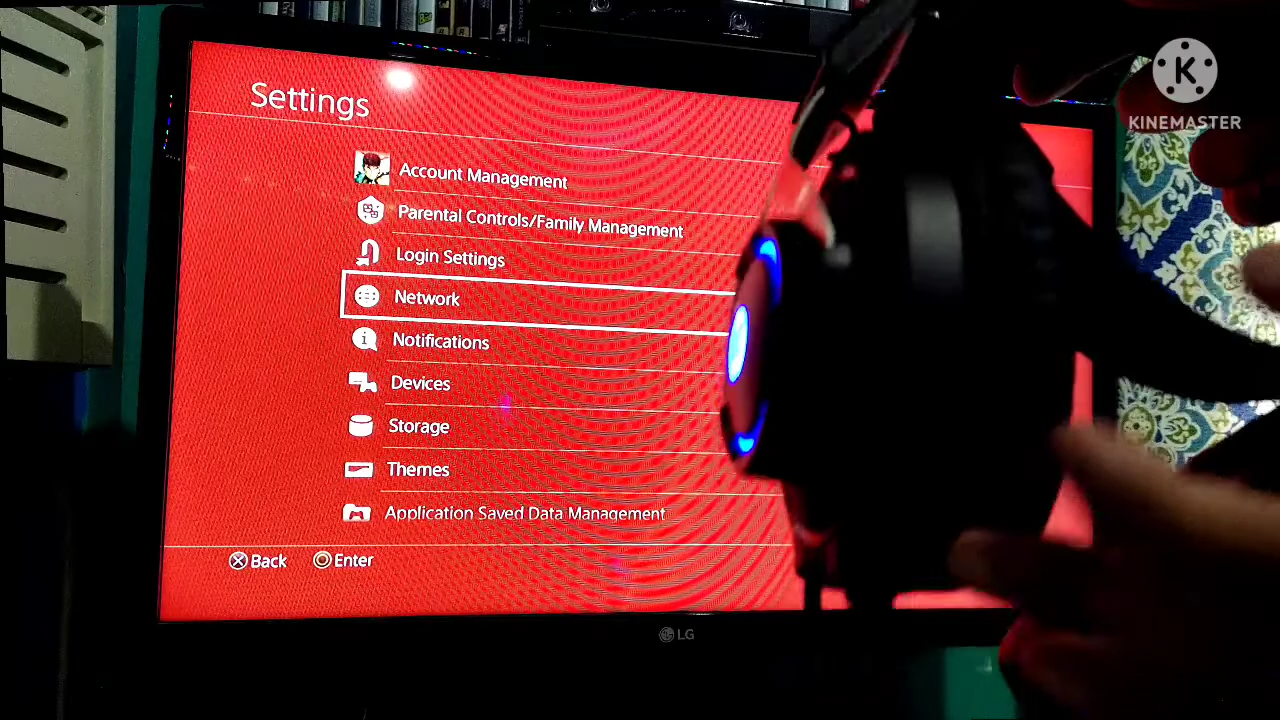 Settings
Account Management
Parental Controls/Family Management
Login Settings
Network
Notifications
Devices
Storage
Themes
Application Saved Data Management
Back Enter
LG
K
KINEMASTER